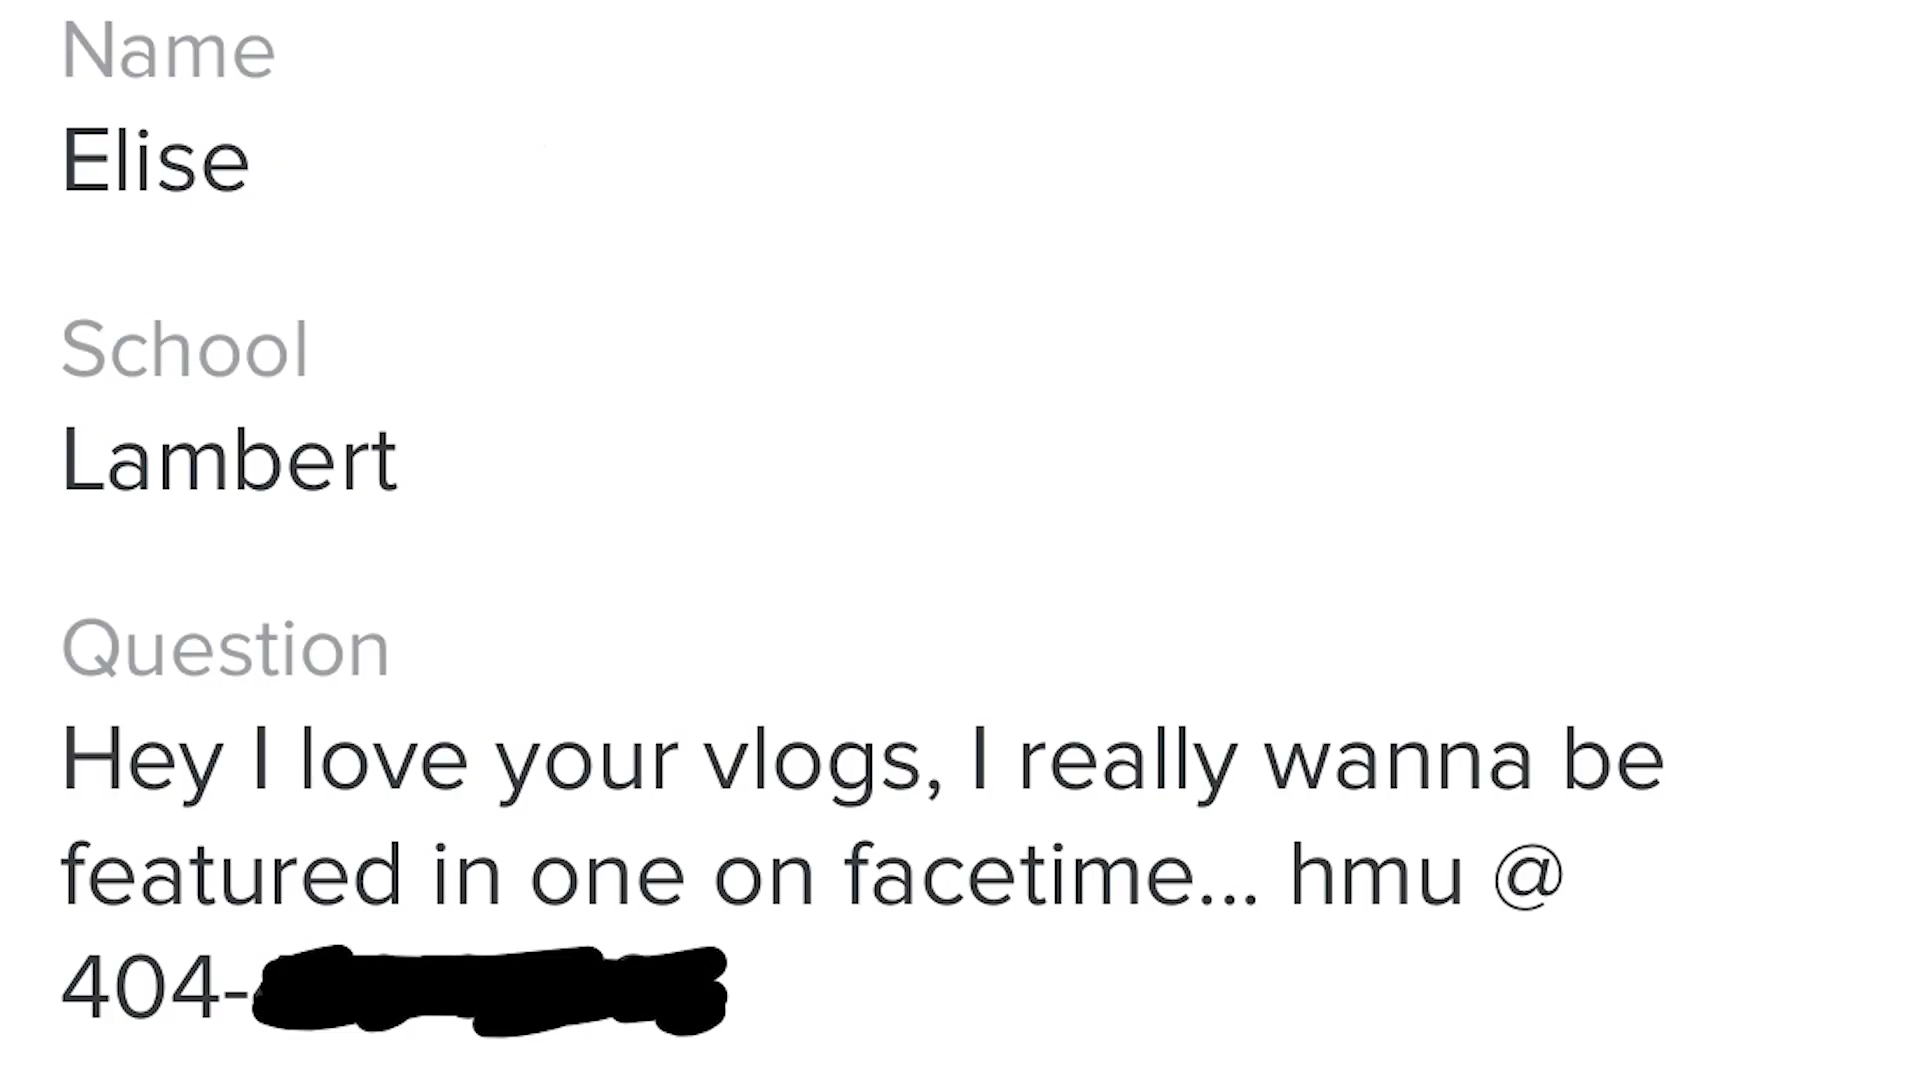 Name
Elise
School
Lambert
Question
Hey I love your vlogs, I really wanna be
featured in one on facetime... hmu @
404-